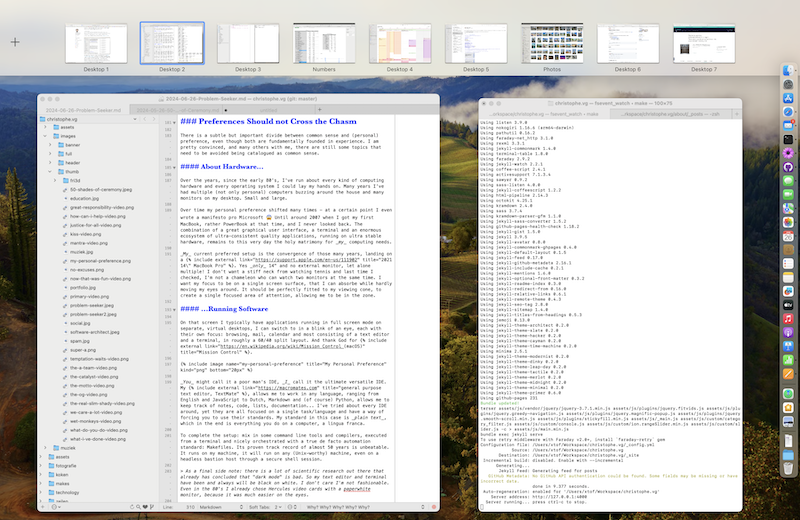 Desktop 1
Desktop 2
Desktop 3
Numbers
Desktop 4
Desktop 5
Photos
Desktop 6
Desktop 7
2024-06-26-Problem-Seeker.md — christophe.vg (git: master)
2024-06-26-Problem-Seeker.md
untitled
christophe.vg
assets
images
banner
full
header
thumb
hi3d
50-shades-of-ceremony.jpeg
education.jpg
great-responsibility-video.png
how-can-i-help-video.png
justice-for-all-video.png
kiss-video.png
mantra-video.png
muziek.jpg
my-personal-preference.png
no-excuses.png
now-that-was-fun-video.png
portfolio.jpg
primary-video.png
problem-seeker.jpeg
problem-seeker2.jpeg
social.jpg
software-architect.jpeg
spam.jpg
super-a.png
temptation-waits-video.png
the-a-team-video.png
the-catalyst-video.png
the-motto-video.png
the-og-video.png
the-real-slim-shady-video.png
we-care-a-lot-video.png
wet-monkeys-video.png
what-do-you-do-video.png
what-i-ve-done-video.png
muziek
assets
fotografie
koken
makes
technology
### Preferences Should not Cross the Chasm
There is a subtle but important divide between common sense and (personal)
preference, even though both are fundamentally founded in experience. I am
pretty convinced, and many others with me, there are still some topics that
need to be avoided being catalogued as common sense.
#### About Hardware...
Over the years, since the early 80's, I've run about every kind of computing
hardware and every operating system I could lay my hands on. Many years I've
had multiple (not only personal) computers buzzing around the house and many
monitors on my desktop. Small and large.
Over time my personal preference shifted many times – at a certain point I even
wrote a manifesto pro Microsoft 😱 Until around 2007 when I got my first
MacBook, rather PowerBook at that time, and I never looked back. The
combination of a great graphical user interface, a terminal and an enormous
ecosystem of ultra-consistent quality applications, running on ultra stable
hardware, remains to this very day the holy matrimony for _my_ computing needs.
_My_ current preferred setup is the convergence of those many years, landing on
a {% include external link="https://support.apple.com/en-us/111902" title="2021
14\" MacBook Pro" %}. Yes _only_ 14" and no external monitor, let alone
multiple! I don't want a stiff neck from watching tennis and last time I
checked, I'm not a chameleon who can watch two monitors at the same time. I
want my focus to be on a single screen surface, that I can absorbe while hardly
moving my eyes around. It should be perfectly fitted to my viewing cone, to
create a single focused area of attention, allowing me to be in the zone.
#### ...Running Software
On that screen I typically have applications running in full screen mode on
separate, virtual desktops, I can switch to in a blink of an eye, each with
their own focus: browsing, mail, calendar and most consisting of a text editor
and a terminal, in roughly a 60/40 split layout. And thank God for {% include
external link="https://en.wikipedia.org/wiki/Mission_Control_(macOS)"
title="Mission Control" %}.
{% include image name="my-personal-preference" title="My Personal Preference"
kind="png" bottom="20px" %}
_You_ might call it a poor man's IDE, _I_ call it the ultimate versatile IDE.
My {% include external link="https://macromates.com" title="general purpose
text editor, TextMate" %}, allows me to work in any language, ranging from
English and JavaScript to Dutch, Markdown and (of course) Python, allows me to
keep track of notes, code, lists, documentation... I've tried about every IDE
around, yet they are all focused on a single task/language and have a way of
forcing you to use their standards. My standard in this case is _plain text_,
which in the end is everything you do on a computer, a lingua franca.
To complete the setup: mix in some command line tools and compilers, executed
from a terminal and nicely orchestrated with a true de facto automation
standard: Makefiles. Its proven track record of almost 50 years is unbeatable.
It runs on my machine, it will run on any (Unix-worthy) machine, even on a
headless bastion host through a secure shell session.
> As a final side note: there is a lot of scientific research out there that
already has concluded that "dark mode" is bad. So my text editor and terminal
have been and always will be black on white. I don't care I'm not fashionable.
Even in the 80's I already chose Hercules video cards with a paperwhite
monitor, because it was much easier on the eyes.
Line: 310
Markdown
Soft Tabs: 2
Why? Why? Why? Why?
christophe.vg — fsevent_watch ‹ make — 100×75
Using listen 3.9.0
Using nokogiri 1.16.6 (arm64-darwin)
Using pathutil 0.16.2
Using faraday-net_http 3.1.0
Using rexml 3.3.1
Using jekyll-commonmark 1.4.0
Using terminal-table 1.8.0
Using faraday 2.9.2
Using jekyll-watch 2.2.1
Using coffee-script 2.4.1
Using activesupport 7.1.3.4
Using sawyer 0.9.2
Using sass-listen 4.0.0
Using jekyll-coffeescript 1.2.2
Using html-pipeline 2.14.3
Using octokit 4.25.1
Using kramdown 2.4.0
Using sass 3.7.4
Using kramdown-parser-gfm 1.1.0
Using jekyll-sass-converter 1.5.2
Using github-pages-health-check 1.18.2
Using jekyll-gist 1.5.0
Using jekyll 3.9.5
Using jekyll-avatar 0.8.0
Using jekyll-commonmark-ghpages 0.4.0
Using jekyll-default-layout 0.1.5
Using jekyll-feed 0.17.0
Using jekyll-github-metadata 2.16.1
Using jekyll-include-cache 0.2.1
Using jekyll-mentions 1.6.0
Using jekyll-optional-front-matter 0.3.2
Using jekyll-readme-index 0.3.0
Using jekyll-redirect-from 0.16.0
Using jekyll-relative-links 0.6.1
Using jekyll-remote-theme 0.4.3
Using jekyll-seo-tag 2.8.0
Using jekyll-sitemap 1.4.0
Using jekyll-titles-from-headings 0.5.3
Using jemoji 0.13.0
Using jekyll-theme-architect 0.2.0
Using jekyll-theme-slate 0.2.0
Using jekyll-theme-hacker 0.2.0
Using jekyll-theme-cayman 0.2.0
Using jekyll-theme-time-machine 0.2.0
Using minima 2.5.1
Using jekyll-theme-modernist 0.2.0
Using jekyll-theme-dinky 0.2.0
Using jekyll-theme-leap-day 0.2.0
Using jekyll-theme-tactile 0.2.0
Using jekyll-theme-merlot 0.2.0
Using jekyll-theme-midnight 0.2.0
Using jekyll-theme-minimal 0.2.0
Using jekyll-theme-primer 0.6.0
Using github-pages 231
Bundle updated!
bundle exec jekyll serve
To use retry middleware with Faraday v2.0+, install `faraday-retry` gem
Configuration file: /Users/xtof/Workspace/christophe.vg/_config.yml
Source: /Users/xtof/Workspace/christophe.vg
Destination: /Users/xtof/Workspace/christophe.vg/_site
Incremental build: disabled. Enable with --incremental
Generating...
Jekyll Feed: Generating feed for posts
GitHub Metadata: No GitHub API authentication could be found. Some fields may be missing or have
incorrect data.
done in 9.377 seconds.
Auto-regeneration: enabled for '/Users/xtof/Workspace/christophe.vg'
Server address: http://127.0.0.1:4000
Server running... press ctrl-c to stop.